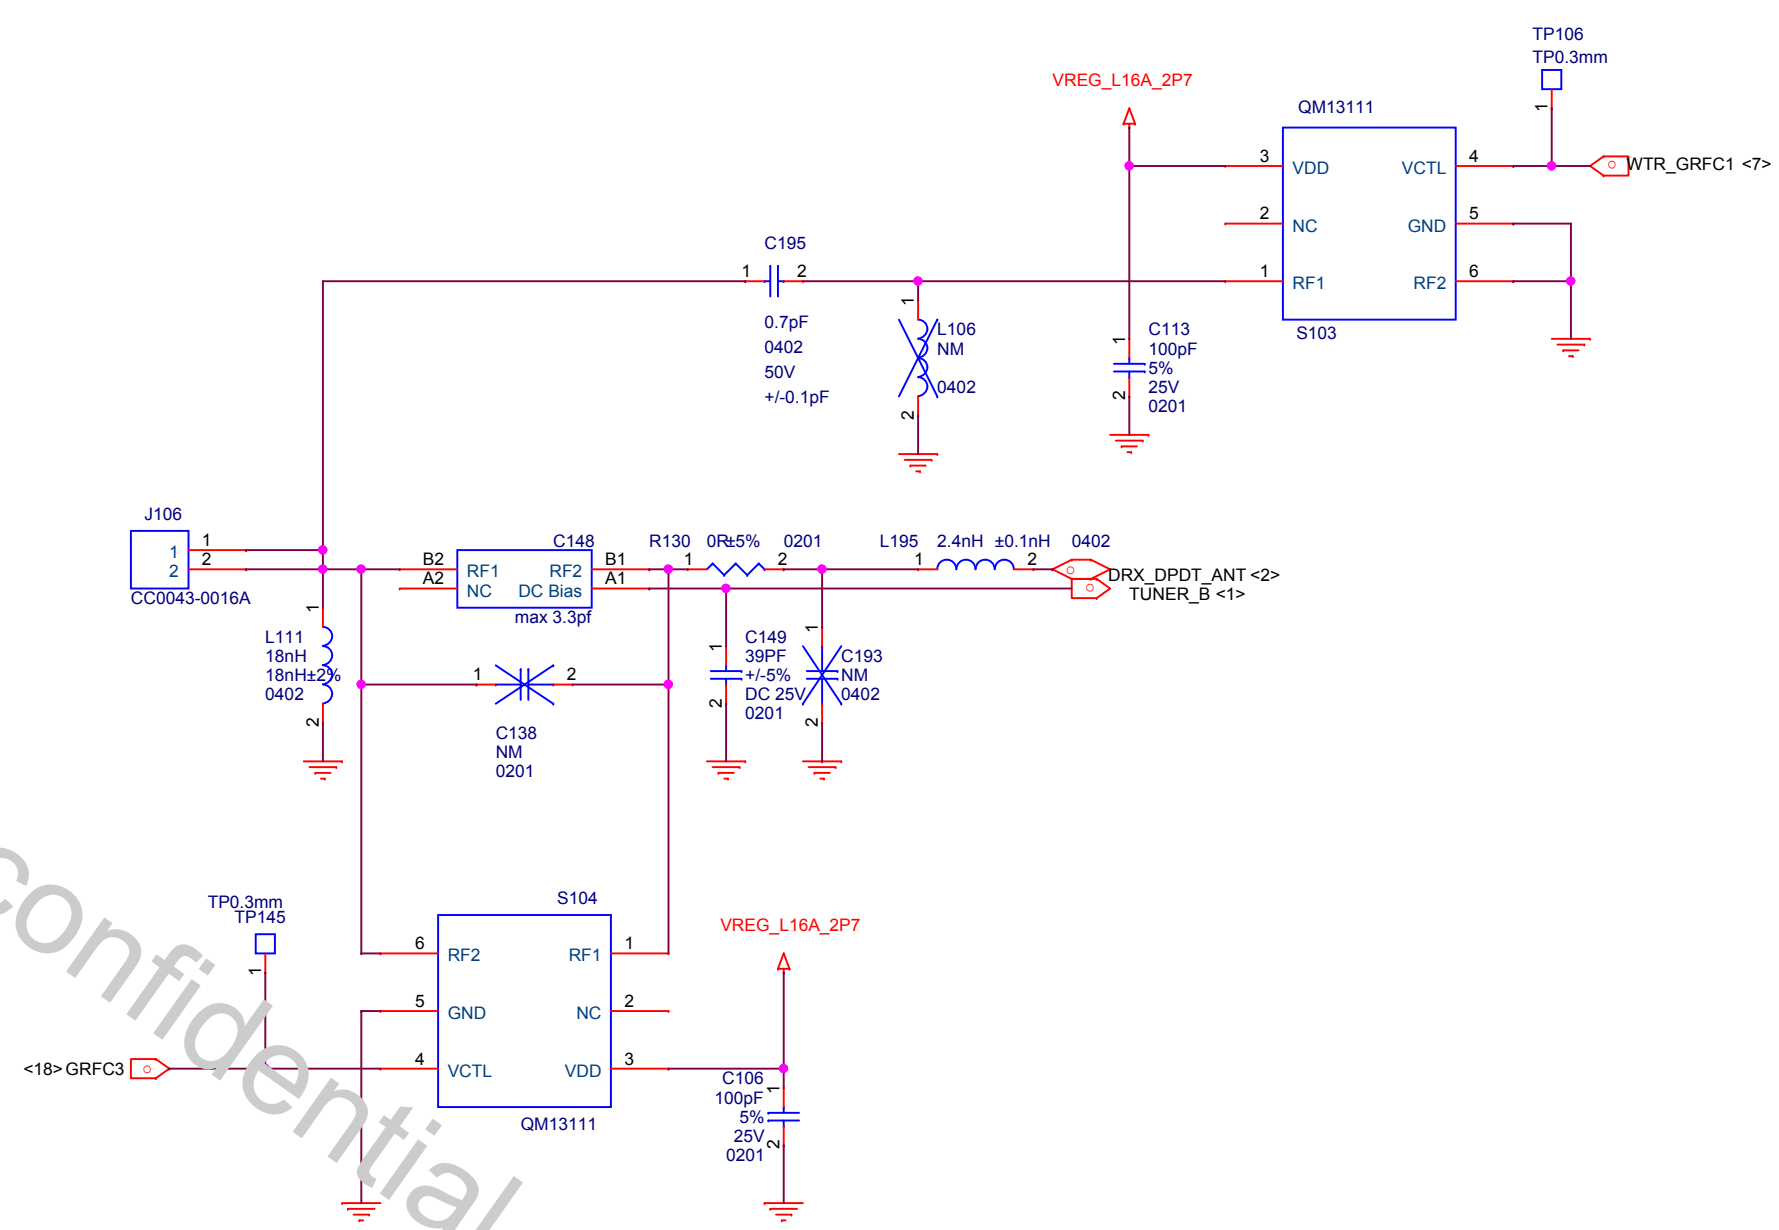 TP106
TP0.3mm
1
VREG_L16A_2P7
QM13111
3 VDD VCTL 4
WTR_GRFC1 <7>
2 NC GND 5
1 RF1 RF2 6
S103
C195
1 2
0.7pF
0402
50V
+/-0.1pF
1
L106
NM
0402
2
1
C113
100pF
5%
25V
0201
2
J106
1 1
2 2
CC0043-0016A
C148
B2 RF1 RF2 B1
A2 NC DC Bias A1
max 3.3pf
R130 0R±5% 0201
1 2
L195 2.4nH ±0.1nH 0402
1 2
DRX_DPDT_ANT <2>
TUNER_B <1>
1
L111
18nH
18nH±2%
0402
2
1 2
C138
NM
0201
1
C149
39PF
+/-5%
DC 25V
0201
2
1
C193
NM
0402
2
TP0.3mm
TP145
1
S104
6 RF2 RF1 1
5 GND NC 2
4 VCTL VDD 3
QM13111
<18> GRFC3
VREG_L16A_2P7
C106
1
100pF
5%
25V
0201
2
confidential